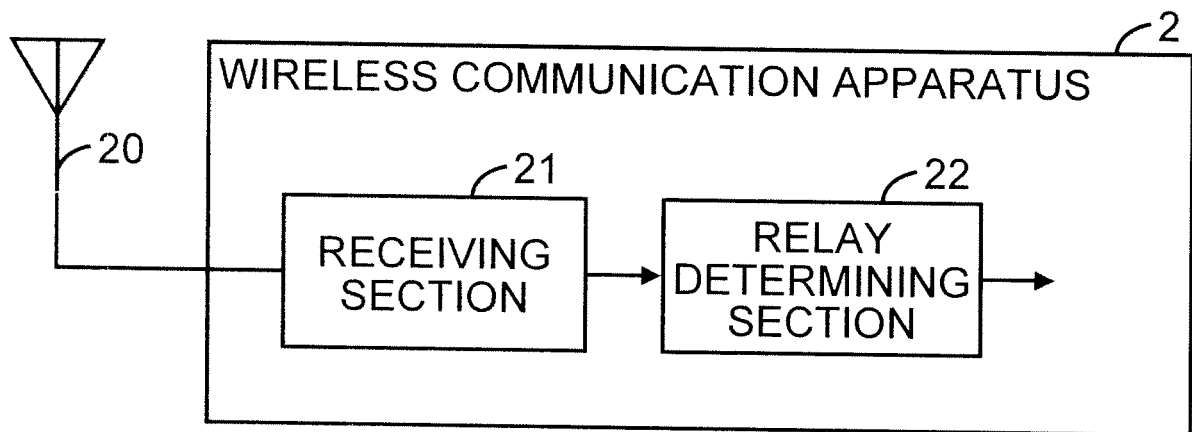 2
WIRELESS COMMUNICATION APPARATUS
20
21
22
RECEIVING
SECTION
RELAY
DETERMINING
SECTION